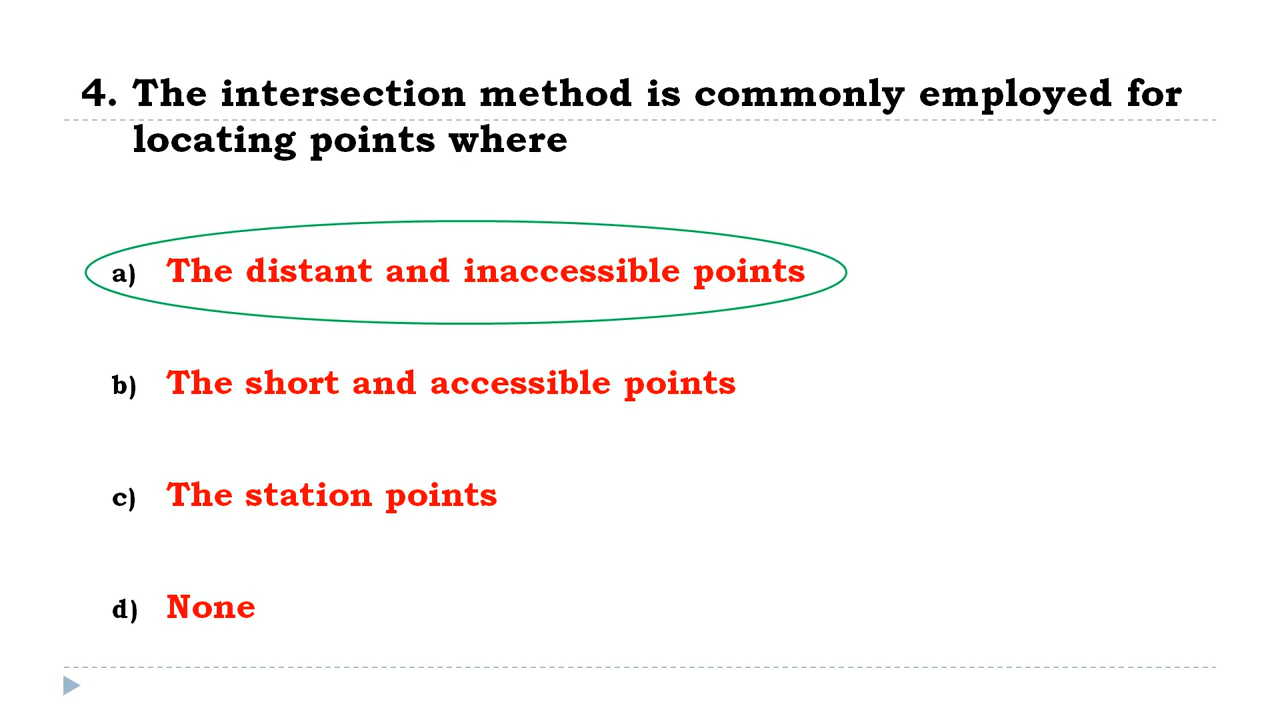 4. The intersection method is commonly employed for
locating points where
a) The distant and inaccessible points
b) The short and accessible points
c) The station points
d) None